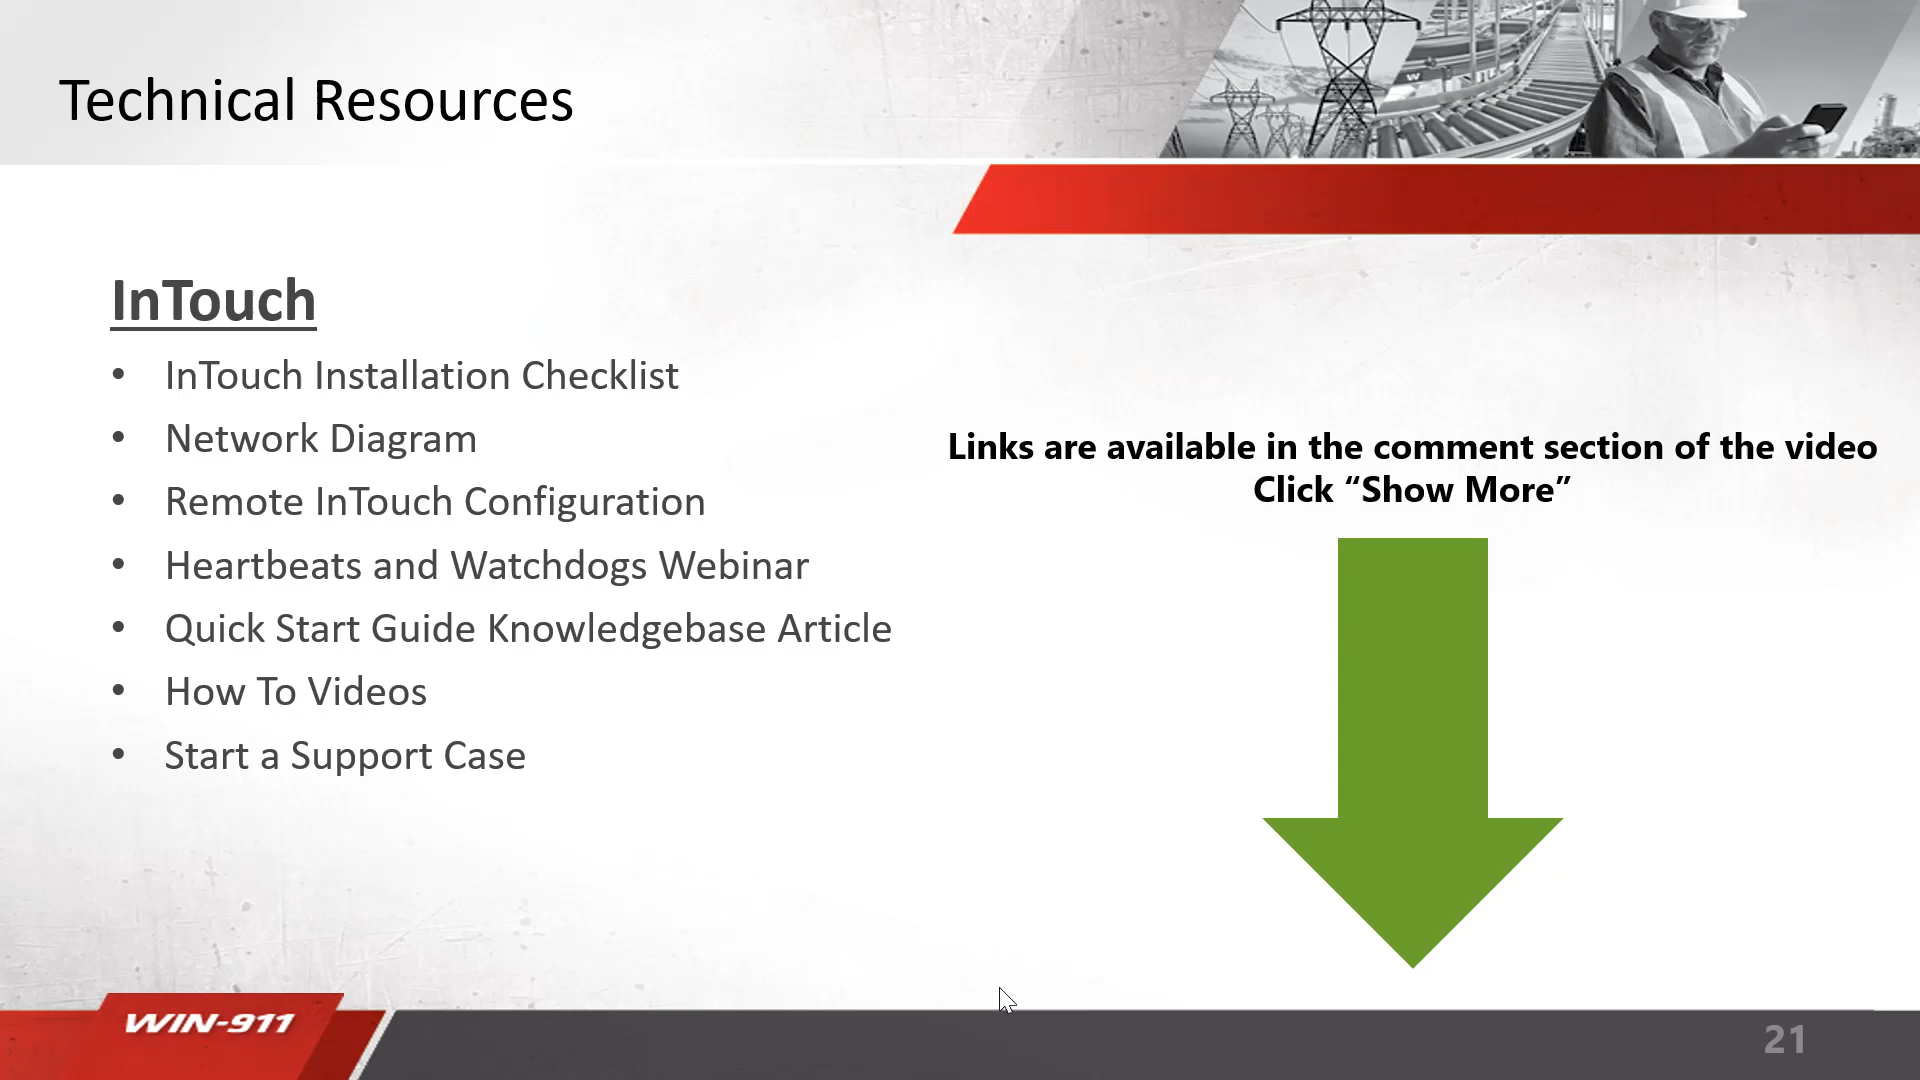 Technical Resources
InTouch
• InTouch Installation Checklist
• Network Diagram
• Remote InTouch Configuration
• Heartbeats and Watchdogs Webinar
• Quick Start Guide Knowledgebase Article
• How To Videos
• Start a Support Case
Links are available in the comment section of the video
Click “Show More”
WIN-911
21